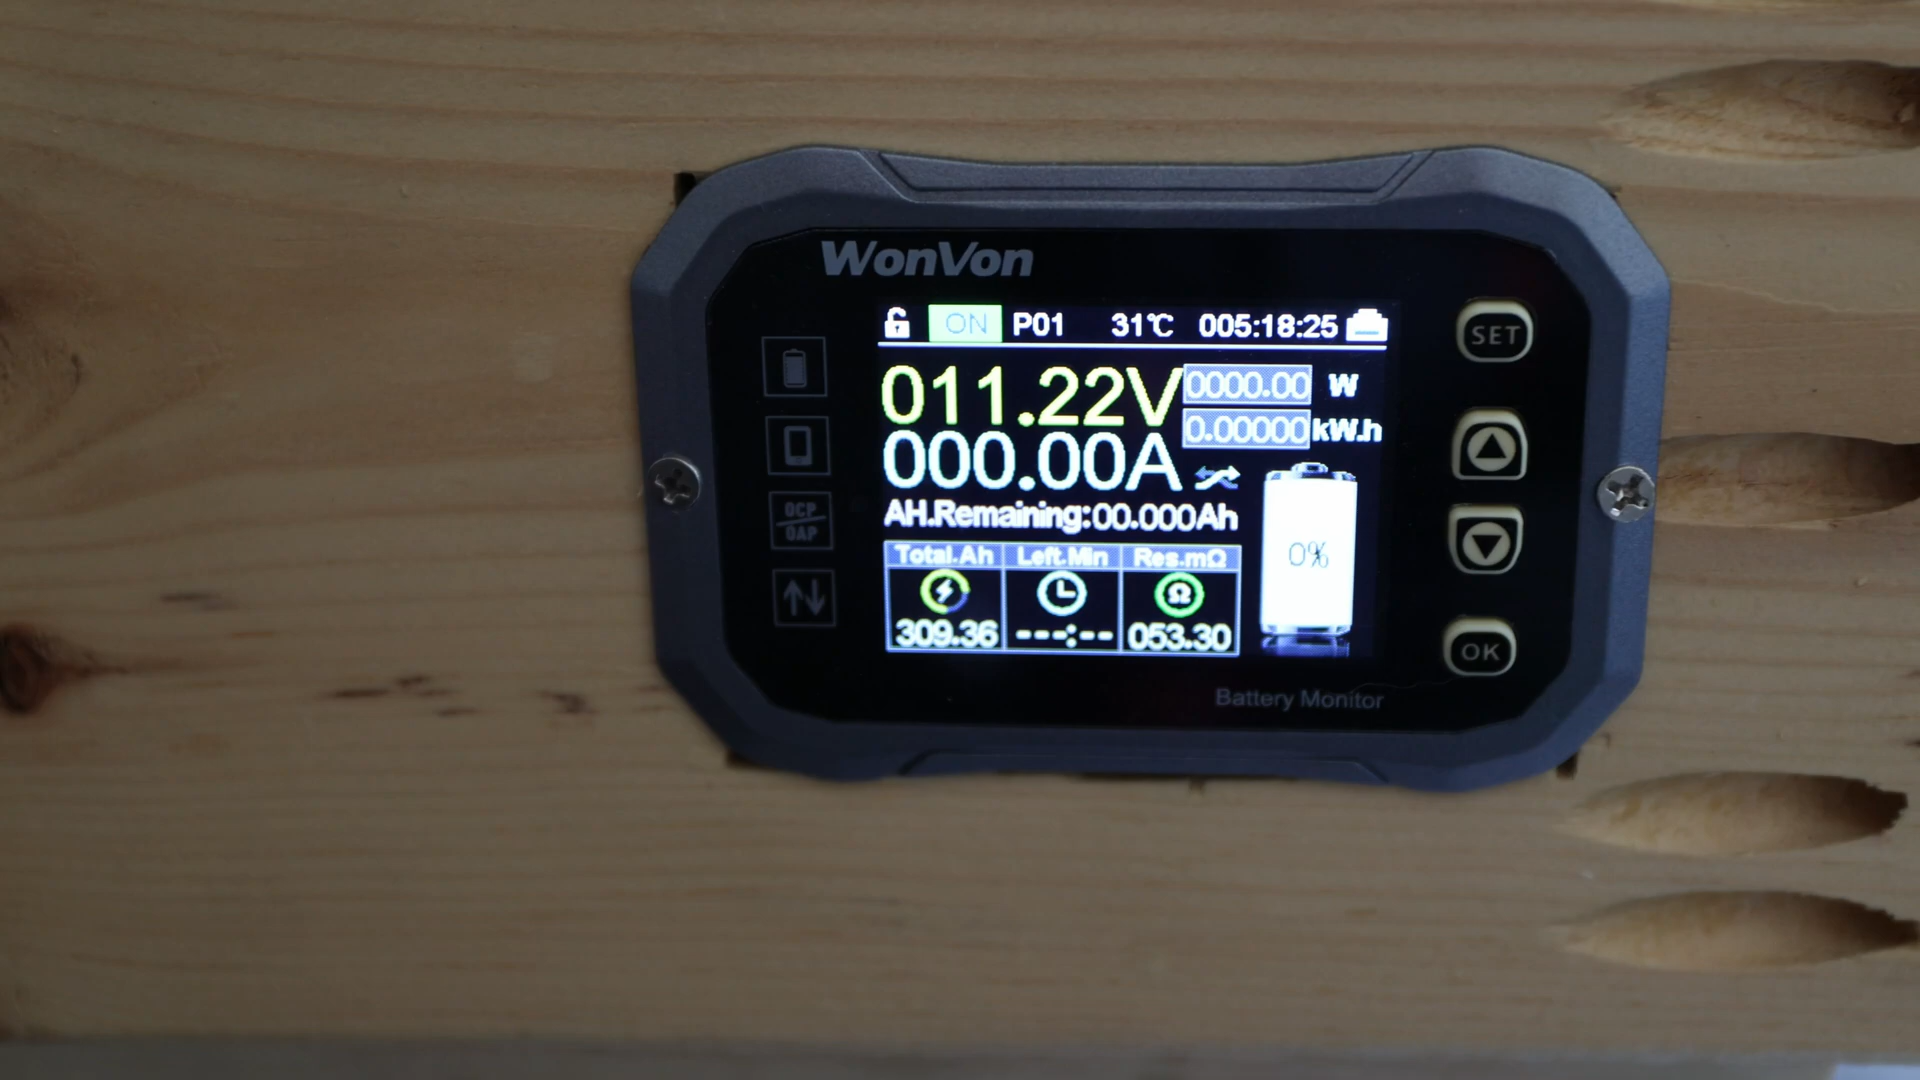 WonVon
ON P01 31℃ 005:18:25
011.22V 0000.00 W
000.00A 0.00000 kW.h
AH.Remaining:00.000Ah
0%
Total.Ah Left.Min Res.mΩ
Ω
309.36 ---:-- 053.30
Battery Monitor
OCP
OAP
SET
OK